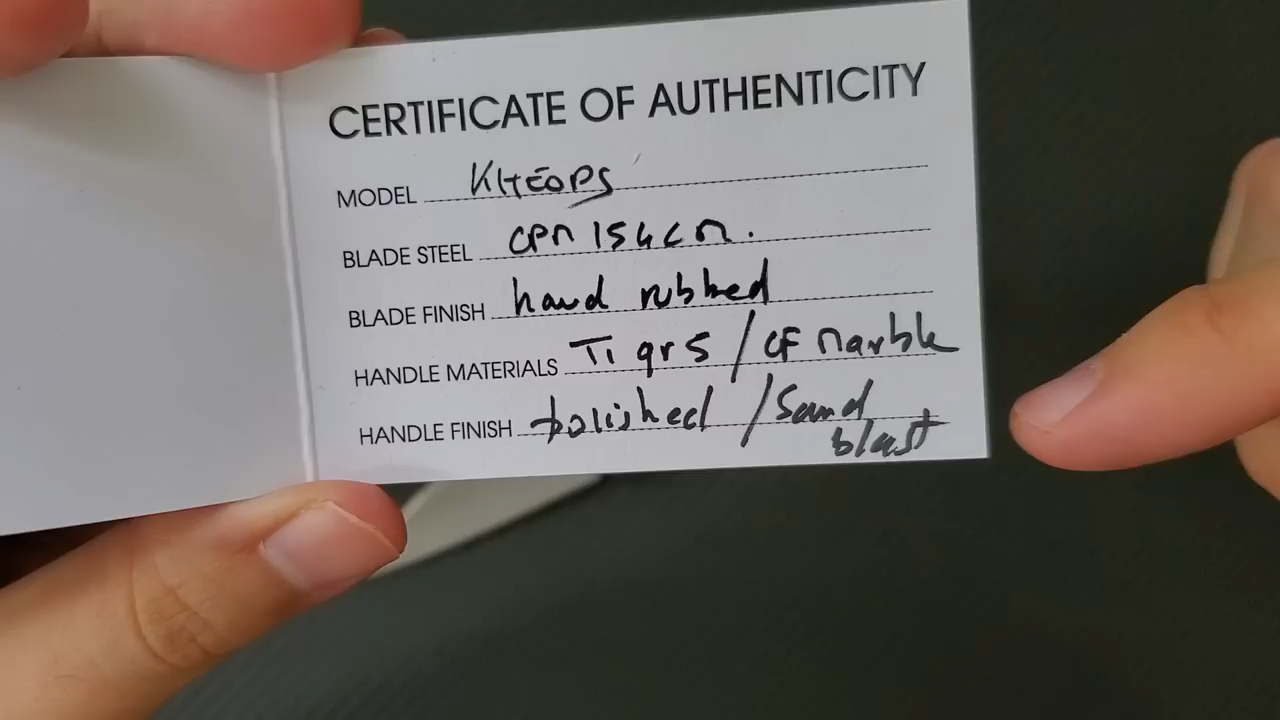 CERTIFICATE OF AUTHENTICITY
MODEL KHEOPS
BLADE STEEL CPM 154CM.
BLADE FINISH hand rubbed
HANDLE MATERIALS Ti gr5 / CF Marble
HANDLE FINISH polished / Sand
blast